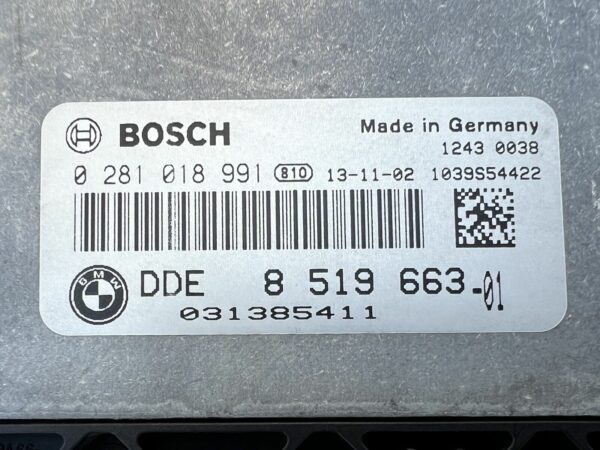 BOSCH Made in Germany
1243 0038
0 281 018 991 810 13-11-02 1039S54422
BMW DDE 8 519 663-01
031385411